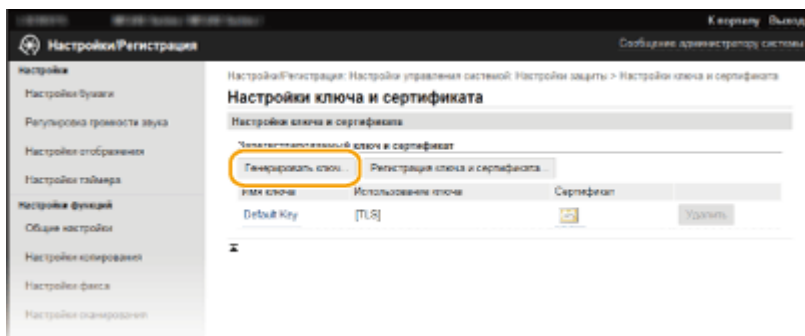 К порталу Выход
Настройки/Регистрация
Сообщение администратору системы
Настройки
Настройки бумаги
Регулировка громкости звука
Настройки отображения
Настройки таймера
Настройки функций
Общие настройки
Настройки копирования
Настройки факса
Настройки сканирования
Настройки/Регистрация: Настройки управления системой: Настройки защиты > Настройки ключа и сертификата
Настройки ключа и сертификата
Настройки ключа и сертификата
Зарегистрированный ключ и сертификат
Генерировать ключ... Регистрация ключа и сертификата...
Имя ключа Использование ключа Сертификат
Default Key [TLS] Удалить